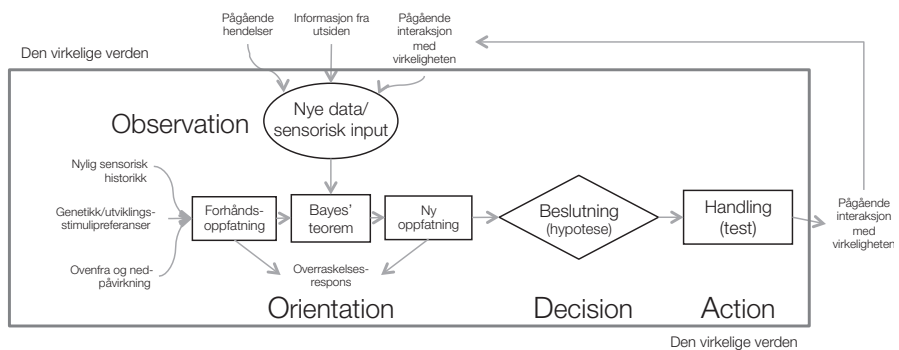 Pågående
hendelser
Informasjon fra
utsiden
Pågående
interaksjon
med
virkeligheten
Den virkelige verden
Observation
Nye data/
sensorisk input
Nylig sensorisk
historikk
Genetikk/utviklings-
stimulipreferanser
Ovenfra og ned-
påvirkning
Forhånds-
oppfatning
Bayes'
teorem
Ny
oppfatning
Beslutning
(hypotese)
Handling
(test)
Pågående
interaksjon
med
virkeligheten
Overraskelses-
respons
Orientation
Decision
Action
Den virkelige verden